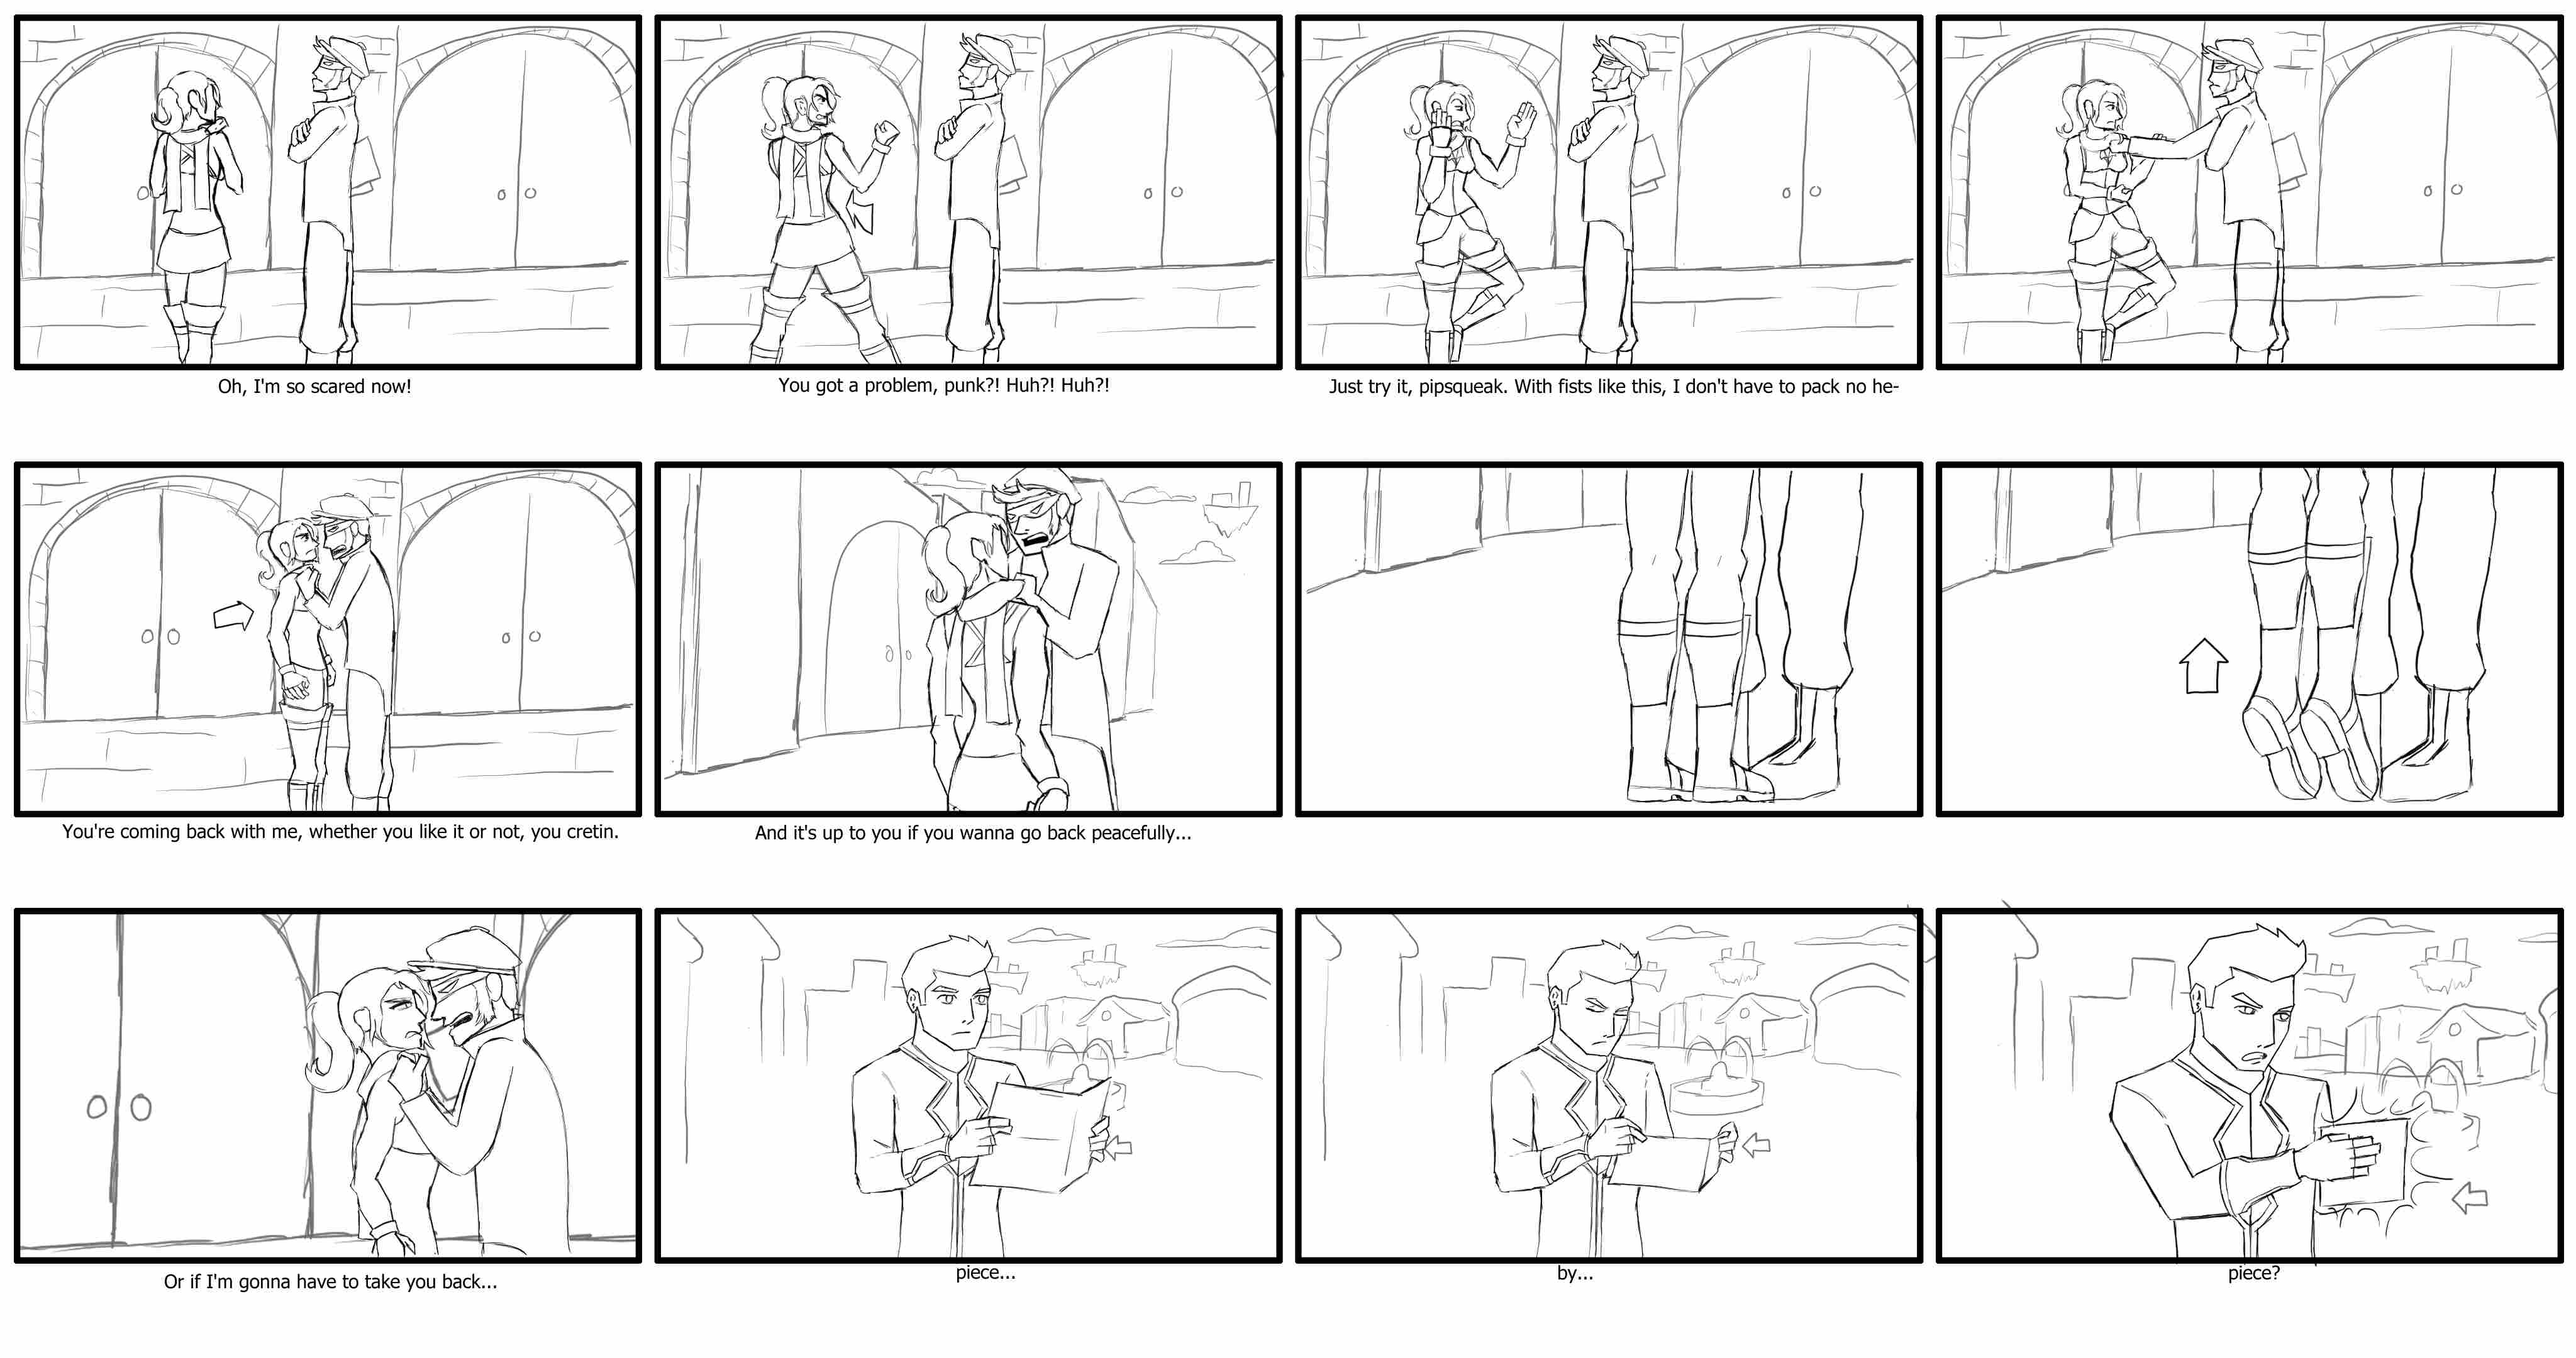 Oh, I'm so scared now!
You got a problem, punk?! Huh?! Huh?!
Just try it, pipsqueak. With fists like this, I don't have to pack no he-
You're coming back with me, whether you like it or not, you cretin.
And it's up to you if you wanna go back peacefully...
Or if I'm gonna have to take you back...
piece...
by...
piece?